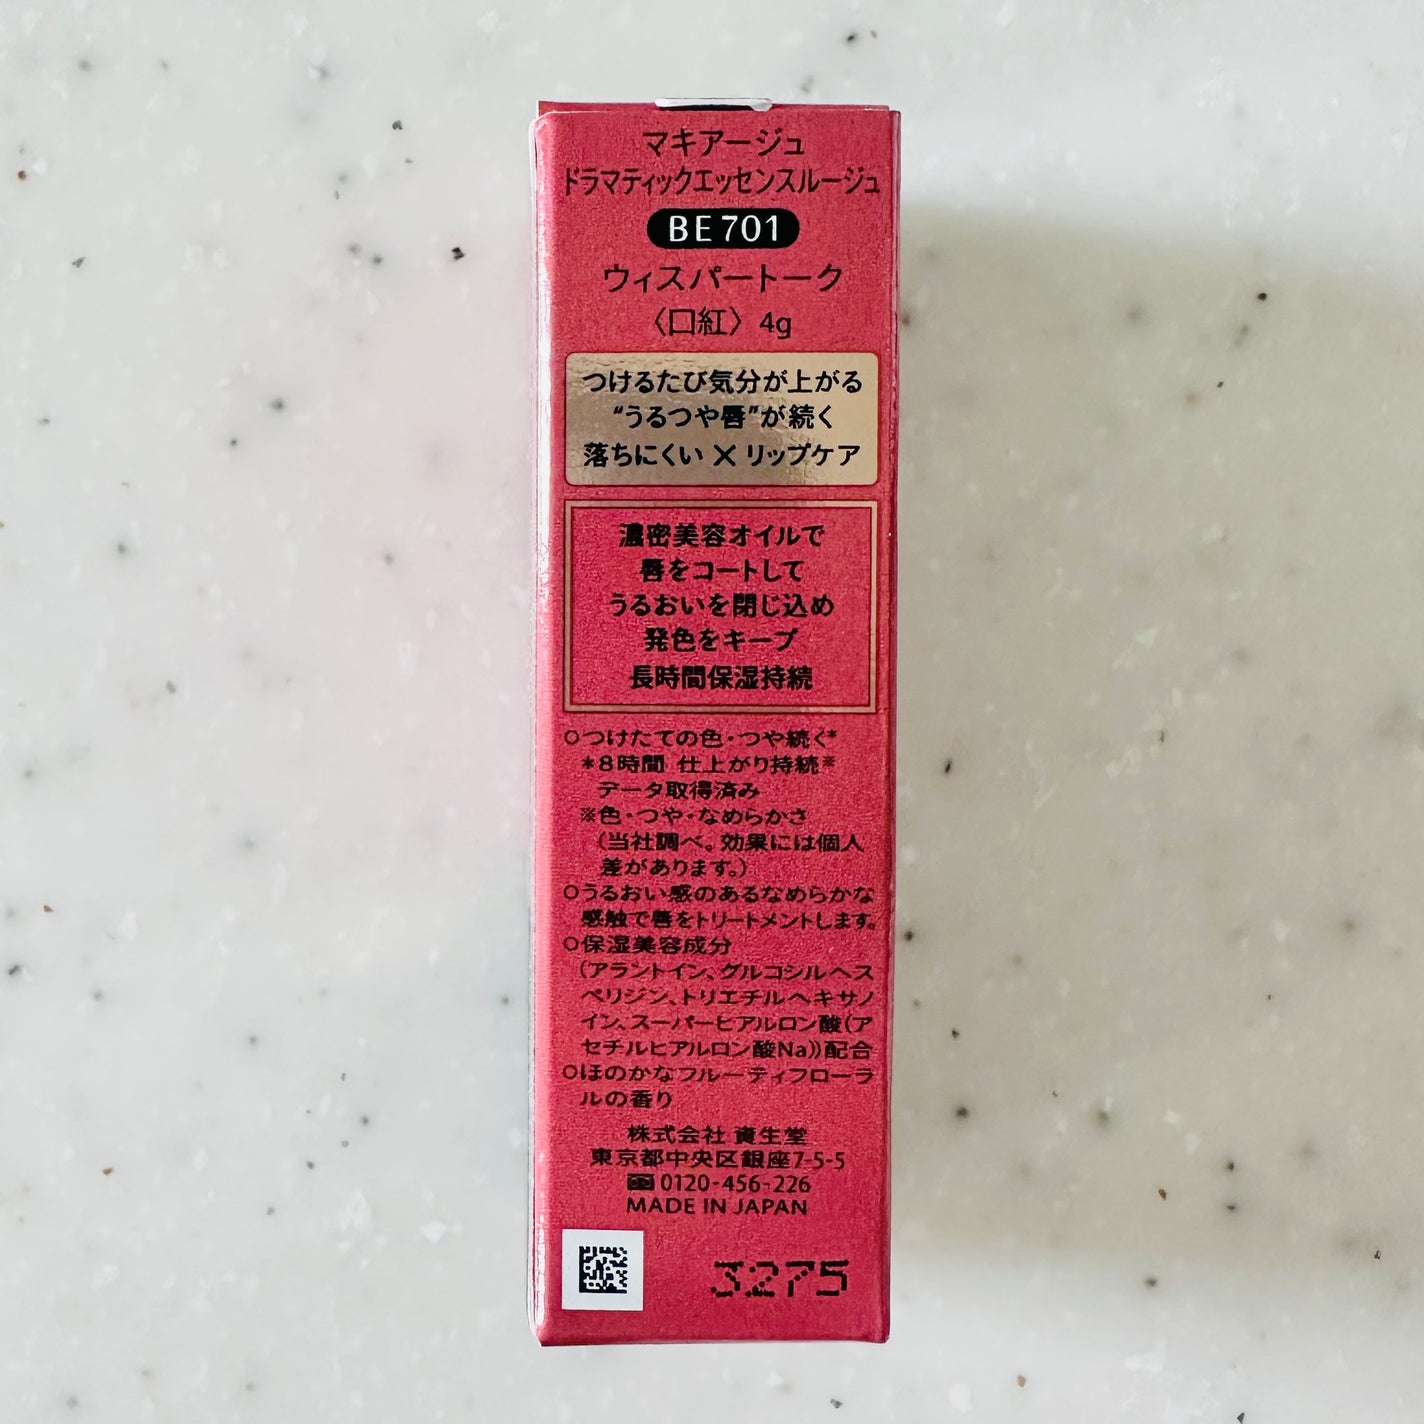 マキアージュ
ドラマティックエッセンスルージュ
BE 701
ウィスパートーク
〈口紅〉 4g
つけるたび気分が上がる
“うるつや唇”が続く
落ちにくい × リップケア
濃密美容オイルで
唇をコートして
うるおいを閉じ込め
発色をキープ
長時間保湿持続
○つけたての色・つや続く*
*8時間 仕上がり持続※
データ取得済み
※色・つや・なめらかさ
(当社調べ。効果には個人
差があります。)
○うるおい感のあるなめらかな
感触で唇をトリートメントします。
○保湿美容成分
(アラントイン、グルコシルヘス
ペリジン、トリエチルヘキサノ
イン、スーパーヒアルロン酸(ア
セチルヒアルロン酸Na))配合
○ほのかなフルーティフローラ
ルの香り
株式会社 資生堂
東京都中央区銀座7-5-5
0120-456-226
MADE IN JAPAN
3275